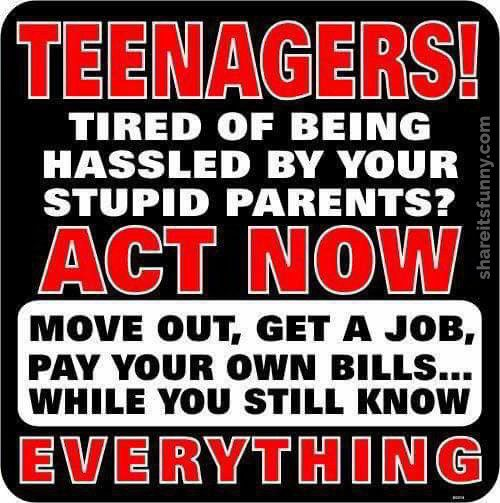 TEENAGERS!
TIRED OF BEING
HASSLED BY YOUR
STUPID PARENTS?
ACT NOW
MOVE OUT, GET A JOB,
PAY YOUR OWN BILLS...
WHILE YOU STILL KNOW
EVERYTHING
shareitsfunny.com